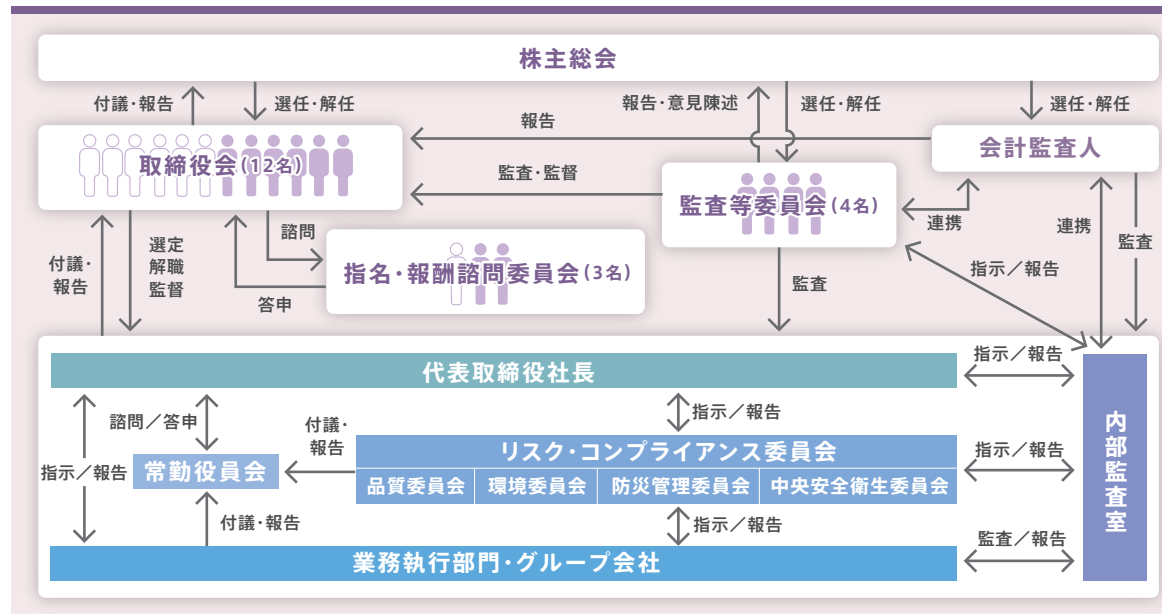 株主総会
付議・報告
選任・解任
報告・意見陳述
選任・解任
選任・解任
報告
取締役会(12名)
会計監査人
監査・監督
監査等委員会(4名)
連携
連携
監査
付議・
報告
選定
解職
監督
諮問
指名・報酬諮問委員会(3名)
答申
監査
指示／報告
代表取締役社長
指示／報告
諮問／答申
付議・
報告
指示／報告
指示／報告
常勤役員会
リスク・コンプライアンス委員会
品質委員会
環境委員会
防災管理委員会
中央安全衛生委員会
指示／報告
内部監査室
付議・報告
指示／報告
監査／報告
業務執行部門・グループ会社